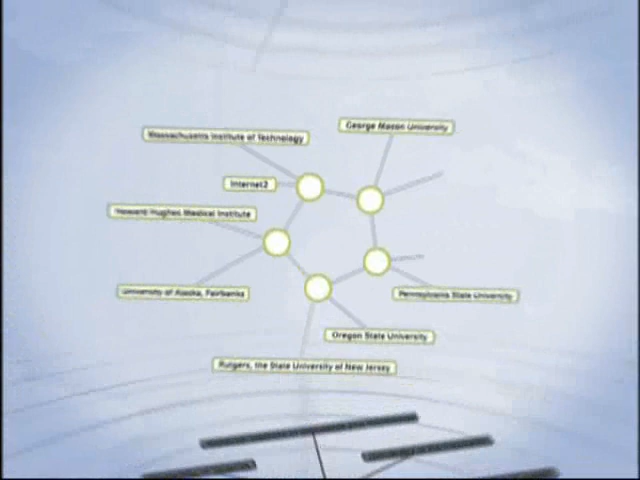 George Mason University
Massachusetts Institute of Technology
Internet2
Howard Hughes Medical Institute
University of Alaska, Fairbanks
Pennsylvania State University
Oregon State University
Rutgers, the State University of New Jersey